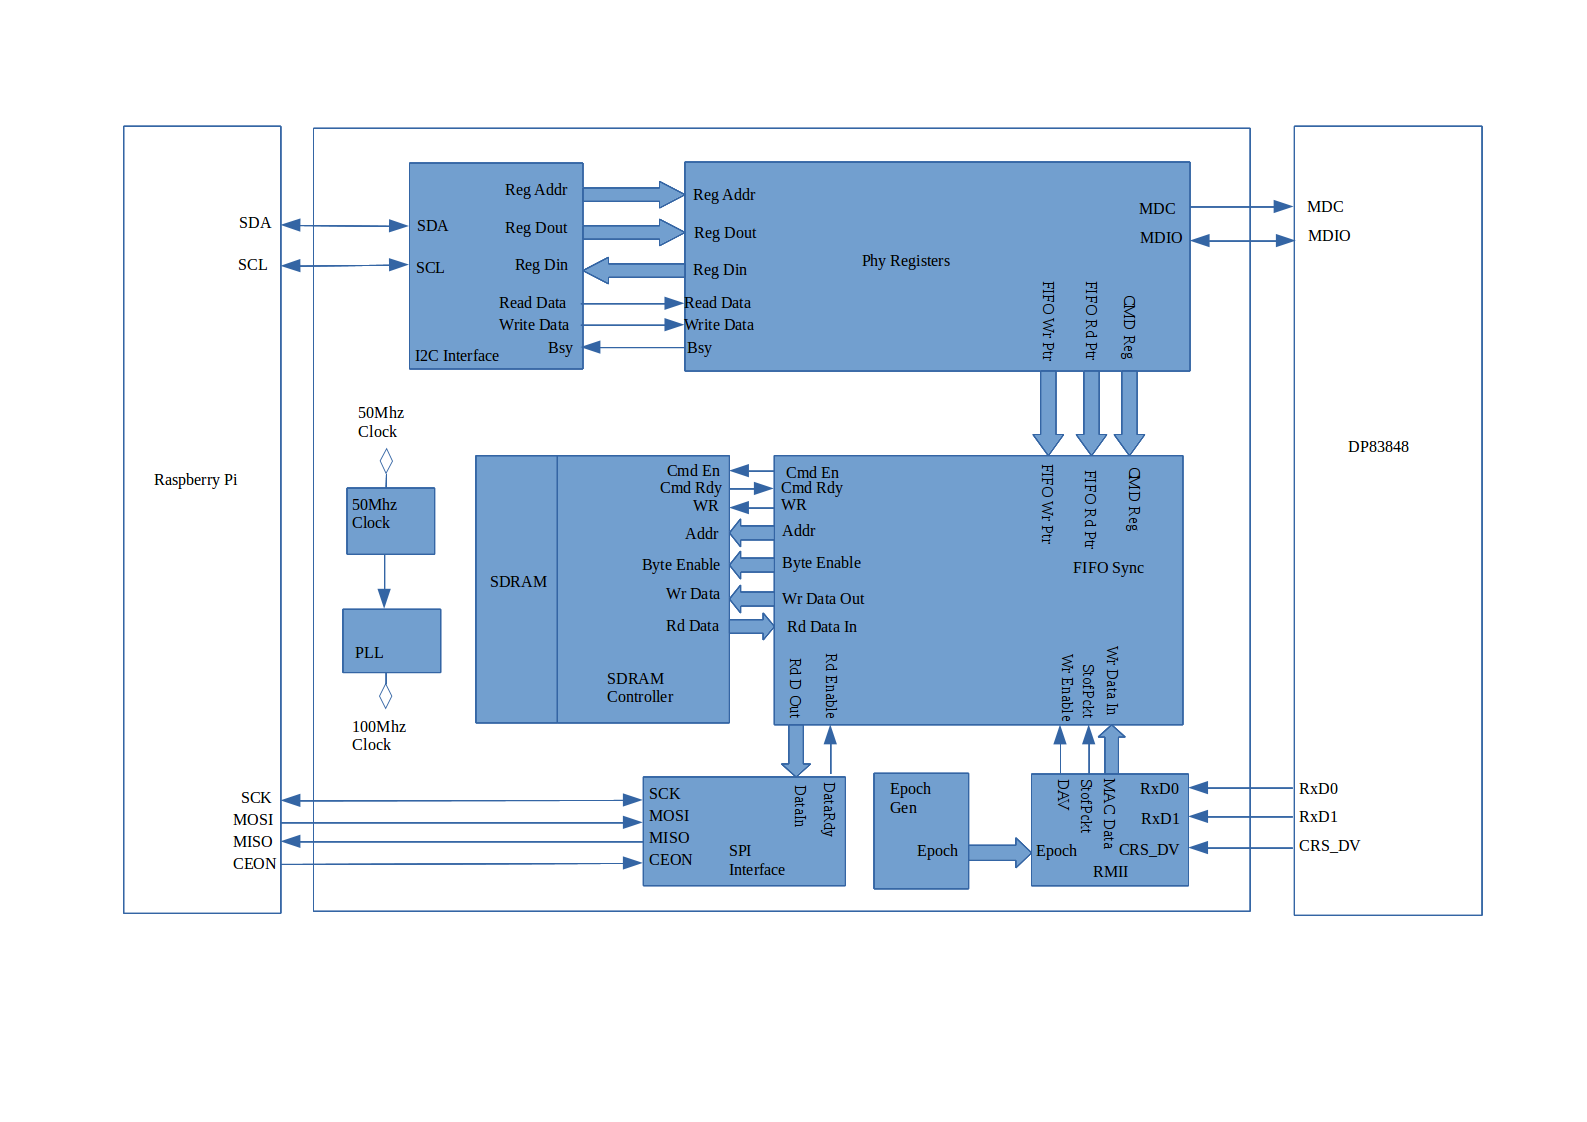 Raspberry Pi
SDA
SCL
SCK
MOSI
MISO
CEON
SDA
SCL
Reg Addr
Reg Dout
Reg Din
Read Data
Write Data
Bsy
I2C Interface
Reg Addr
Reg Dout
Reg Din
Read Data
Write Data
Bsy
Phy Registers
MDC
MDIO
FIFO Wr Ptr
FIFO Rd Ptr
CMD Reg
MDC
MDIO
DP83848
50Mhz
Clock
50Mhz
Clock
PLL
100Mhz
Clock
SDRAM
Cmd En
Cmd Rdy
WR
Addr
Byte Enable
Wr Data
Rd Data
SDRAM
Controller
Cmd En
Cmd Rdy
WR
Addr
Byte Enable
Wr Data Out
Rd Data In
FIFO Wr Ptr
FIFO Rd Ptr
CMD Reg
FIFO Sync
Rd D Out
Rd Enable
Wr Enable
StofPckt
Wr Data In
SCK
MOSI
MISO
CEON
DataIn
DataRdy
SPI
Interface
Epoch
Gen
Epoch
DAV
StofPckt
MAC Data
RxD0
RxD1
Epoch
CRS_DV
RMII
RxD0
RxD1
CRS_DV